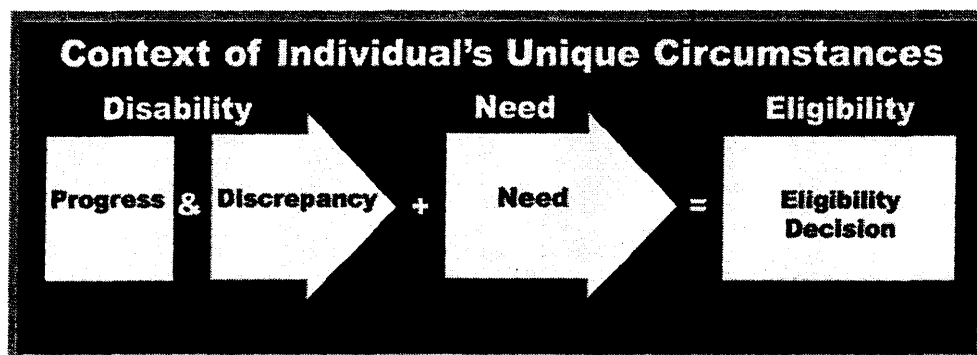 Context of Individual's Unique Circumstances
Disability Need Eligibility
Progress & Discrepancy + Need = Eligibility
Decision